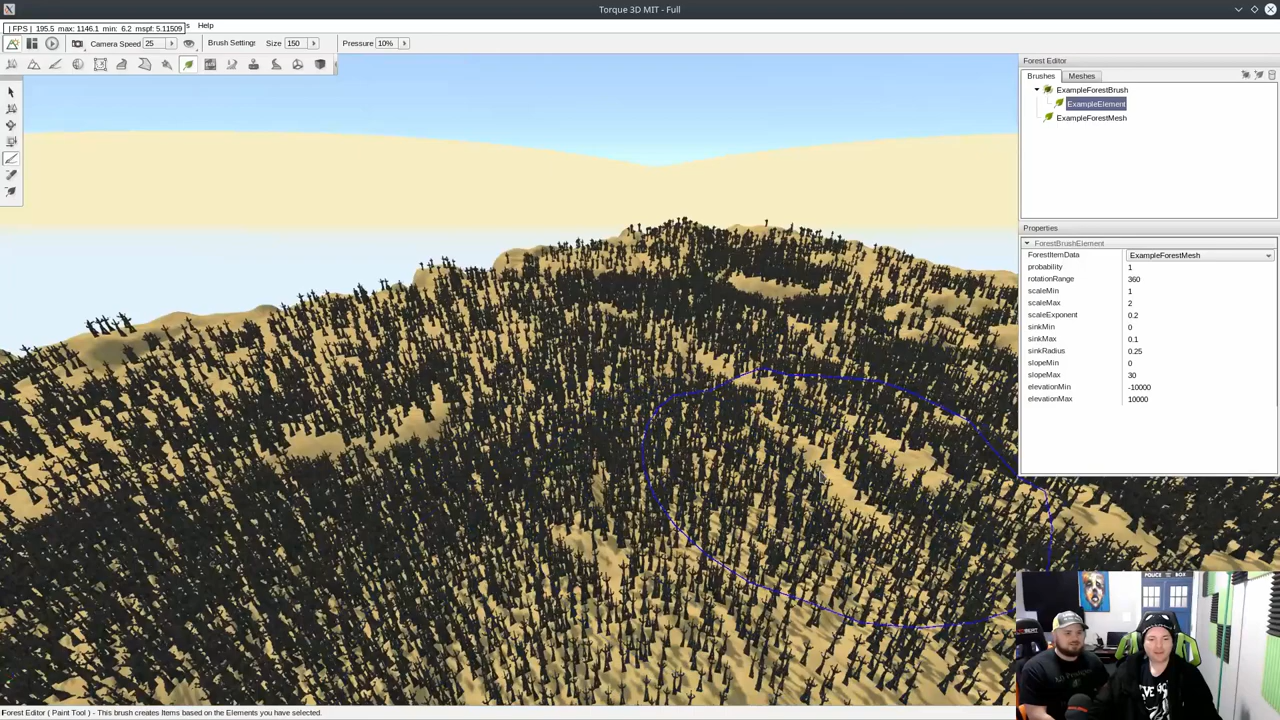 Torque 3D MIT - Full
| FPS | 195.5 max: 1146.1 min: 6.2 mspf: 5.11509
Help
Camera Speed 25
Brush Settings
Size 150
Pressure: 10%
Forest Editor
Brushes
Meshes
ExampleForestBrush
ExampleElement
ExampleForestMesh
Properties
ForestBrushElement
ForestItemData ExampleForestMesh
probability 1
rotationRange 360
scaleMin 1
scaleMax 2
scaleExponent 0.2
sinkMin 0
sinkMax 0.1
sinkRadius 0.25
slopeMin 0
slopeMax 30
elevationMin -10000
elevationMax 10000
POLICE BOX
Forest Editor ( Paint Tool ) - This brush creates Items based on the Elements you have selected.